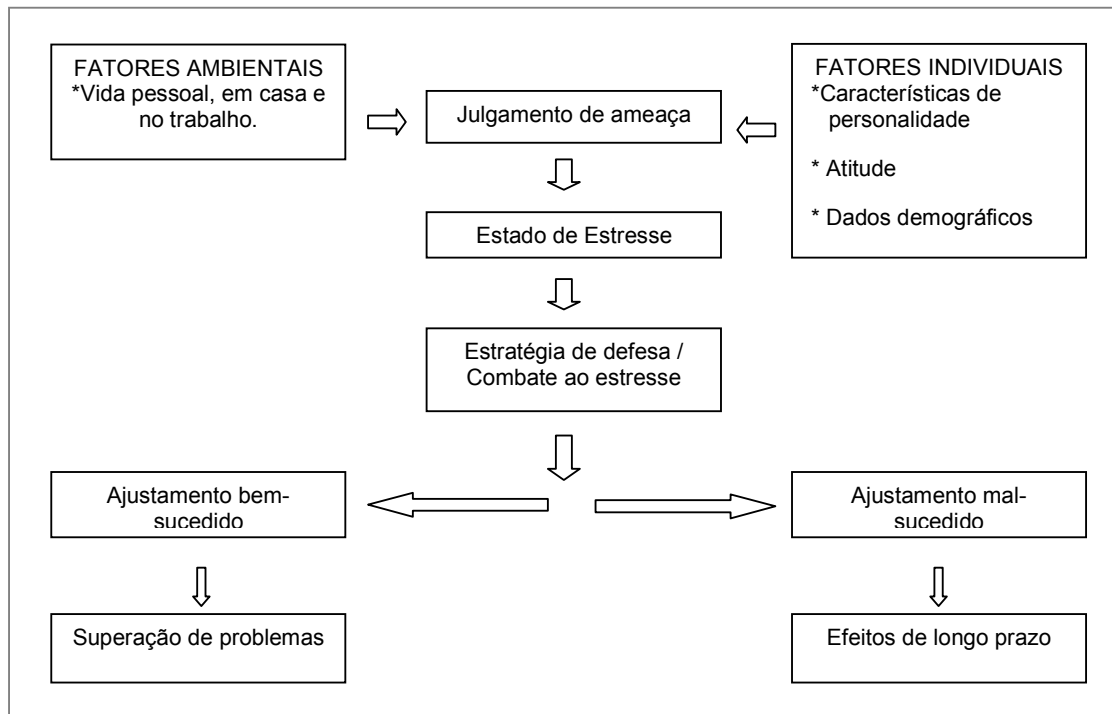 FATORES AMBIENTAIS
*Vida pessoal, em casa e
no trabalho.
Julgamento de ameaça
FATORES INDIVIDUAIS
*Características de
personalidade
* Atitude
* Dados demográficos
Estado de Estresse
Estratégia de defesa /
Combate ao estresse
Ajustamento bem-
sucedido
Ajustamento mal-
sucedido
Superação de problemas
Efeitos de longo prazo